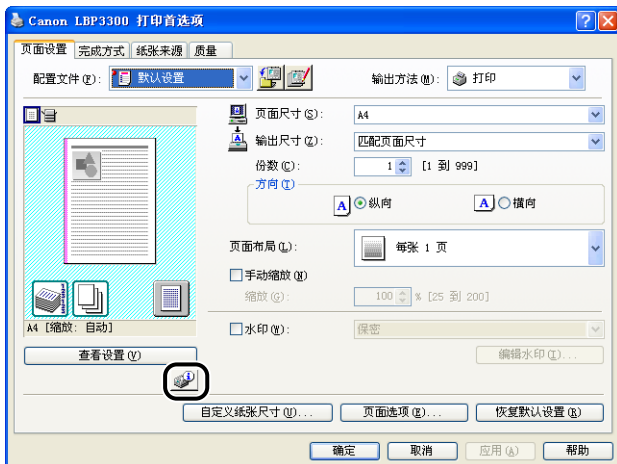 Canon LBP3300 打印首选项
页面设置 完成方式 纸张来源 质量
配置文件(F): 默认设置 输出方法(M): 打印
页面尺寸(S): A4
输出尺寸(Z): 匹配页面尺寸
份数(C): 1 [1 到 999]
方向(T)
A 纵向 A 横向
页面布局(L): 每张 1 页
手动缩放(N)
缩放(G): 100 % [25 到 200]
A4 [缩放: 自动]
水印(W): 保密
查看设置(V) 编辑水印(I)...
自定义纸张尺寸(U)... 页面选项(E)... 恢复默认设置(R)
确定 取消 应用(A) 帮助